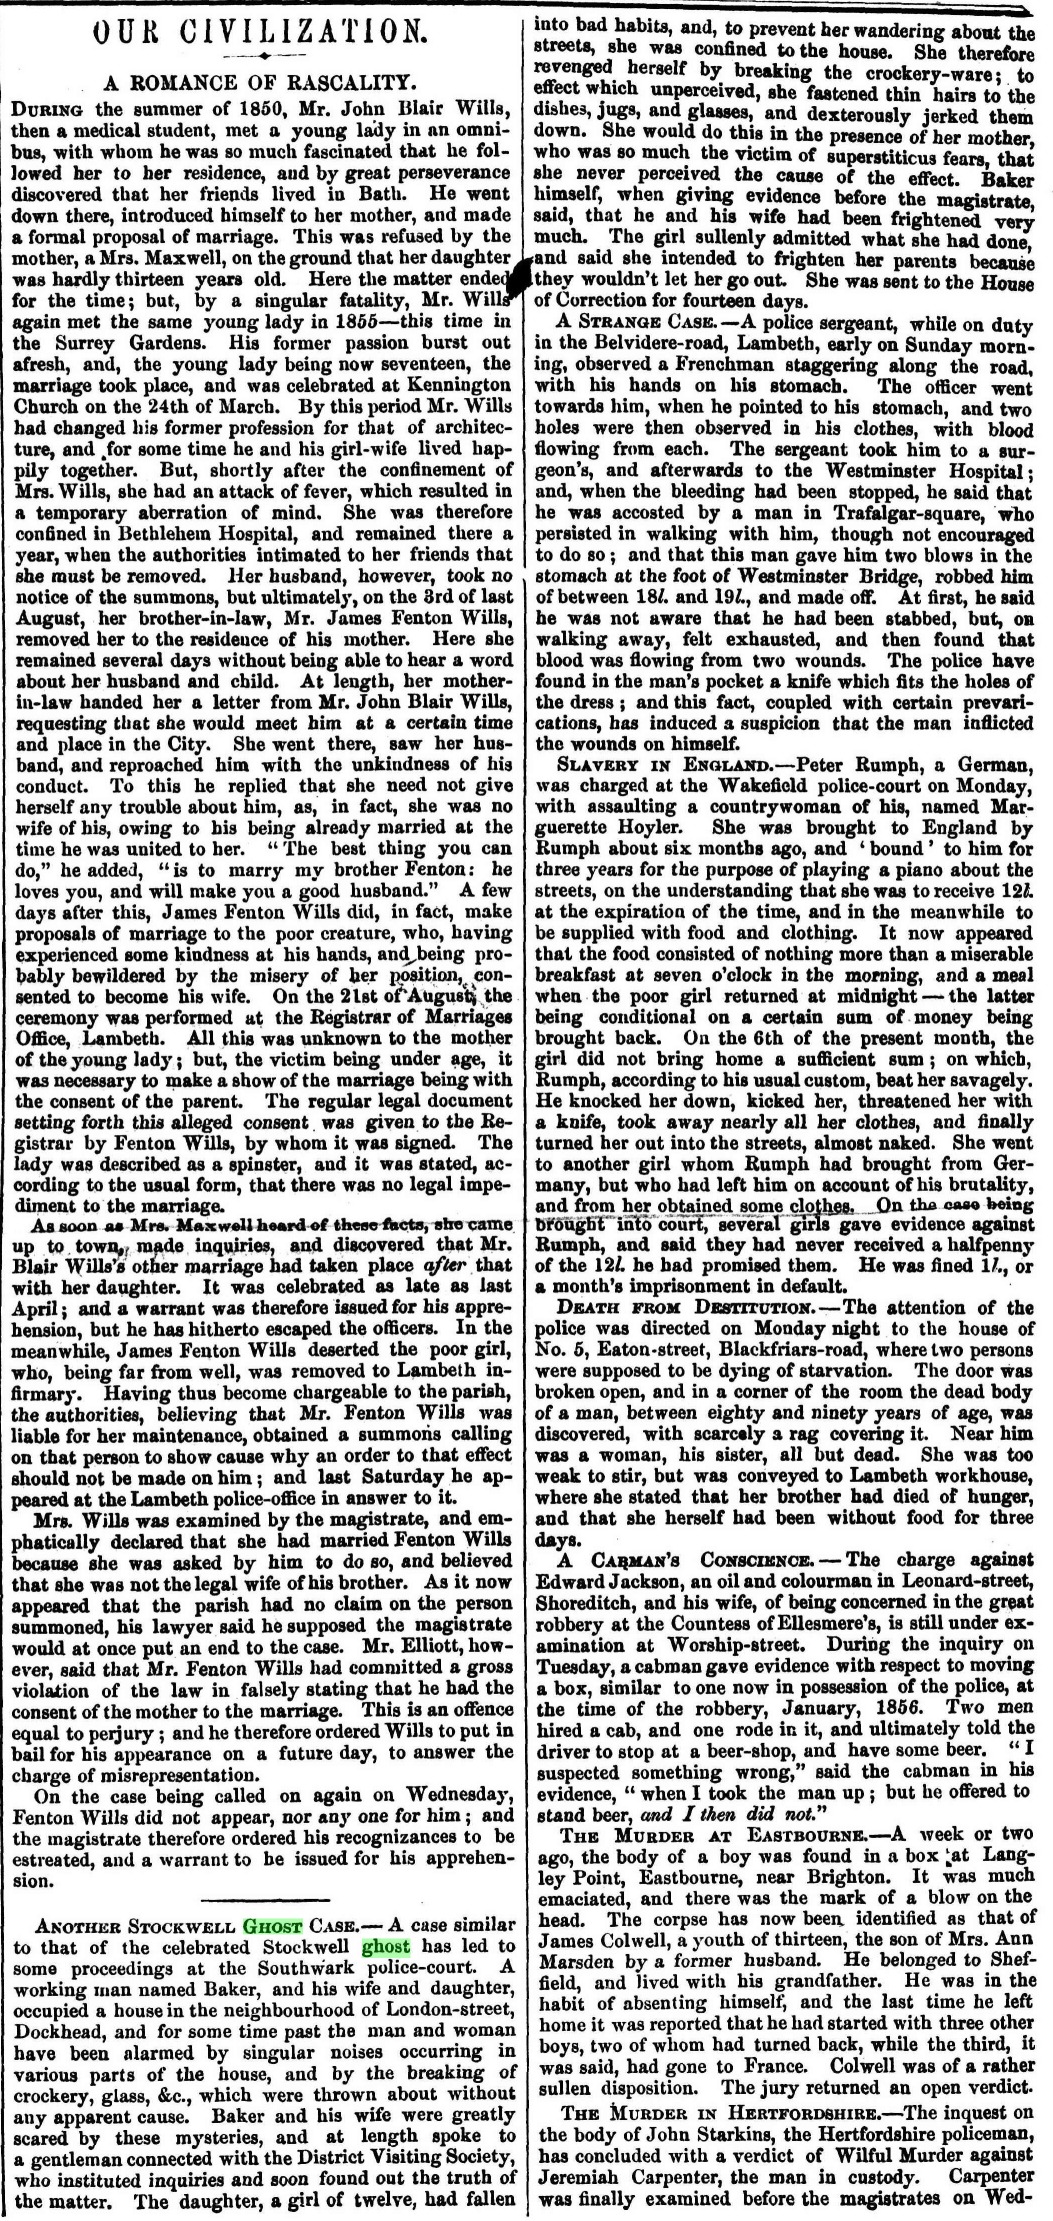 OUR CIVILIZATION.
A ROMANCE OF RASCALITY.
DURING the summer of 1850, Mr. John Blair Wills,
then a medical student, met a young lady in an omni-
bus, with whom he was so much fascinated that he fol-
lowed her to her residence, and by great perseverance
discovered that her friends lived in Bath. He went
down there, introduced himself to her mother, and made
a formal proposal of marriage. This was refused by the
mother, a Mrs. Maxwell, on the ground that her daughter
was hardly thirteen years old. Here the matter ended
for the time; but, by a singular fatality, Mr. Wills
again met the same young lady in 1855—this time in
the Surrey Gardens. His former passion burst out
afresh, and, the young lady being now seventeen, the
marriage took place, and was celebrated at Kennington
Church on the 24th of March. By this period Mr. Wills
had changed his former profession for that of architec-
ture, and for some time he and his girl-wife lived hap-
pily together. But, shortly after the confinement of
Mrs. Wills, she had an attack of fever, which resulted in
a temporary aberration of mind. She was therefore
confined in Bethlehem Hospital, and remained there a
year, when the authorities intimated to her friends that
she must be removed. Her husband, however, took no
notice of the summons, but ultimately, on the 3rd of last
August, her brother-in-law, Mr. James Fenton Wills,
removed her to the residence of his mother. Here she
remained several days without being able to hear a word
about her husband and child. At length, her mother-
in-law handed her a letter from Mr. John Blair Wills,
requesting that she would meet him at a certain time
and place in the City. She went there, saw her hus-
band, and reproached him with the unkindness of his
conduct. To this he replied that she need not give
herself any trouble about him, as, in fact, she was no
wife of his, owing to his being already married at the
time he was united to her. “The best thing you can
do,” he added, “is to marry my brother Fenton: he
loves you, and will make you a good husband.” A few
days after this, James Fenton Wills did, in fact, make
proposals of marriage to the poor creature, who, having
experienced some kindness at his hands, and being pro-
bably bewildered by the misery of her position, con-
sented to become his wife. On the 21st of August, the
ceremony was performed at the Registrar of Marriages
Office, Lambeth. All this was unknown to the mother
of the young lady; but, the victim being under age, it
was necessary to make a show of the marriage being with
the consent of the parent. The regular legal document
setting forth this alleged consent was given to the Re-
gistrar by Fenton Wills, by whom it was signed. The
lady was described as a spinster, and it was stated, ac-
cording to the usual form, that there was no legal impe-
diment to the marriage.
As soon as Mrs. Maxwell heard of these facts, she came
up to town, made inquiries, and discovered that Mr.
Blair Wills's other marriage had taken place after that
with her daughter. It was celebrated as late as last
April; and a warrant was therefore issued for his appre-
hension, but he has hitherto escaped the officers. In the
meanwhile, James Fenton Wills deserted the poor girl,
who, being far from well, was removed to Lambeth in-
firmary. Having thus become chargeable to the parish,
the authorities, believing that Mr. Fenton Wills was
liable for her maintenance, obtained a summons calling
on that person to show cause why an order to that effect
should not be made on him; and last Saturday he ap-
peared at the Lambeth police-office in answer to it.
Mrs. Wills was examined by the magistrate, and em-
phatically declared that she had married Fenton Wills
because she was asked by him to do so, and believed
that she was not the legal wife of his brother. As it now
appeared that the parish had no claim on the person
summoned, his lawyer said he supposed the magistrate
would at once put an end to the case. Mr. Elliott, how-
ever, said that Mr. Fenton Wills had committed a gross
violation of the law in falsely stating that he had the
consent of the mother to the marriage. This is an offence
equal to perjury; and he therefore ordered Wills to put in
bail for his appearance on a future day, to answer the
charge of misrepresentation.
On the case being called on again on Wednesday,
Fenton Wills did not appear, nor any one for him; and
the magistrate therefore ordered his recognizances to be
estreated, and a warrant to be issued for his apprehen-
sion.
ANOTHER STOCKWELL GHOST CASE.—A case similar
to that of the celebrated Stockwell ghost has led to
some proceedings at the Southwark police-court. A
working man named Baker, and his wife and daughter,
occupied a house in the neighbourhood of London-street,
Dockhead, and for some time past the man and woman
have been alarmed by singular noises occurring in
various parts of the house, and by the breaking of
crockery, glass, &c., which were thrown about without
any apparent cause. Baker and his wife were greatly
scared by these mysteries, and at length spoke to
a gentleman connected with the District Visiting Society,
who instituted inquiries and soon found out the truth of
the matter. The daughter, a girl of twelve, had fallen
into bad habits, and, to prevent her wandering about the
streets, she was confined to the house. She therefore
revenged herself by breaking the crockery-ware; to
effect which unperceived, she fastened thin hairs to the
dishes, jugs, and glasses, and dexterously jerked them
down. She would do this in the presence of her mother,
who was so much the victim of superstiticus fears, that
she never perceived the cause of the effect. Baker
himself, when giving evidence before the magistrate,
said, that he and his wife had been frightened very
much. The girl sullenly admitted what she had done,
and said she intended to frighten her parents because
they wouldn't let her go out. She was sent to the House
of Correction for fourteen days.
A STRANGE CASE.—A police sergeant, while on duty
in the Belvidere-road, Lambeth, early on Sunday morn-
ing, observed a Frenchman staggering along the road,
with his hands on his stomach. The officer went
towards him, when he pointed to his stomach, and two
holes were then observed in his clothes, with blood
flowing from each. The sergeant took him to a sur-
geon's, and afterwards to the Westminster Hospital;
and, when the bleeding had been stopped, he said that
he was accosted by a man in Trafalgar-square, who
persisted in walking with him, though not encouraged
to do so; and that this man gave him two blows in the
stomach at the foot of Westminster Bridge, robbed him
of between 18l. and 19l., and made off. At first, he said
he was not aware that he had been stabbed, but, on
walking away, felt exhausted, and then found that
blood was flowing from two wounds. The police have
found in the man's pocket a knife which fits the holes of
the dress; and this fact, coupled with certain prevari-
cations, has induced a suspicion that the man inflicted
the wounds on himself.
SLAVERY IN ENGLAND.—Peter Rumph, a German,
was charged at the Wakefield police-court on Monday,
with assaulting a countrywoman of his, named Mar-
guerette Hoyler. She was brought to England by
Rumph about six months ago, and ‘bound’ to him for
three years for the purpose of playing a piano about the
streets, on the understanding that she was to receive 12l.
at the expiration of the time, and in the meanwhile to
be supplied with food and clothing. It now appeared
that the food consisted of nothing more than a miserable
breakfast at seven o'clock in the morning, and a meal
when the poor girl returned at midnight—the latter
being conditional on a certain sum of money being
brought back. On the 6th of the present month, the
girl did not bring home a sufficient sum; on which,
Rumph, according to his usual custom, beat her savagely.
He knocked her down, kicked her, threatened her with
a knife, took away nearly all her clothes, and finally
turned her out into the streets, almost naked. She went
to another girl whom Rumph had brought from Ger-
many, but who had left him on account of his brutality,
and from her obtained some clothes. On the case being
brought into court, several girls gave evidence against
Rumph, and said they had never received a halfpenny
of the 12l. he had promised them. He was fined 1l., or
a month's imprisonment in default.
DEATH FROM DESTITUTION.—The attention of the
police was directed on Monday night to the house of
No. 5, Eaton-street, Blackfriars-road, where two persons
were supposed to be dying of starvation. The door was
broken open, and in a corner of the room the dead body
of a man, between eighty and ninety years of age, was
discovered, with scarcely a rag covering it. Near him
was a woman, his sister, all but dead. She was too
weak to stir, but was conveyed to Lambeth workhouse,
where she stated that her brother had died of hunger,
and that she herself had been without food for three
days.
A CABMAN'S CONSCIENCE.—The charge against
Edward Jackson, an oil and colourman in Leonard-street,
Shoreditch, and his wife, of being concerned in the great
robbery at the Countess of Ellesmere's, is still under ex-
amination at Worship-street. During the inquiry on
Tuesday, a cabman gave evidence with respect to moving
a box, similar to one now in possession of the police, at
the time of the robbery, January, 1856. Two men
hired a cab, and one rode in it, and ultimately told the
driver to stop at a beer-shop, and have some beer. “I
suspected something wrong,” said the cabman in his
evidence, “when I took the man up; but he offered to
stand beer, and I then did not.”
THE MURDER AT EASTBOURNE.—A week or two
ago, the body of a boy was found in a box at Lang-
ley Point, Eastbourne, near Brighton. It was much
emaciated, and there was the mark of a blow on the
head. The corpse has now been identified as that of
James Colwell, a youth of thirteen, the son of Mrs. Ann
Marsden by a former husband. He belonged to Shef-
field, and lived with his grandfather. He was in the
habit of absenting himself, and the last time he left
home it was reported that he had started with three other
boys, two of whom had turned back, while the third, it
was said, had gone to France. Colwell was of a rather
sullen disposition. The jury returned an open verdict.
THE MURDER IN HERTFORDSHIRE.—The inquest on
the body of John Starkins, the Hertfordshire policeman,
has concluded with a verdict of Wilful Murder against
Jeremiah Carpenter, the man in custody. Carpenter
was finally examined before the magistrates on Wed-